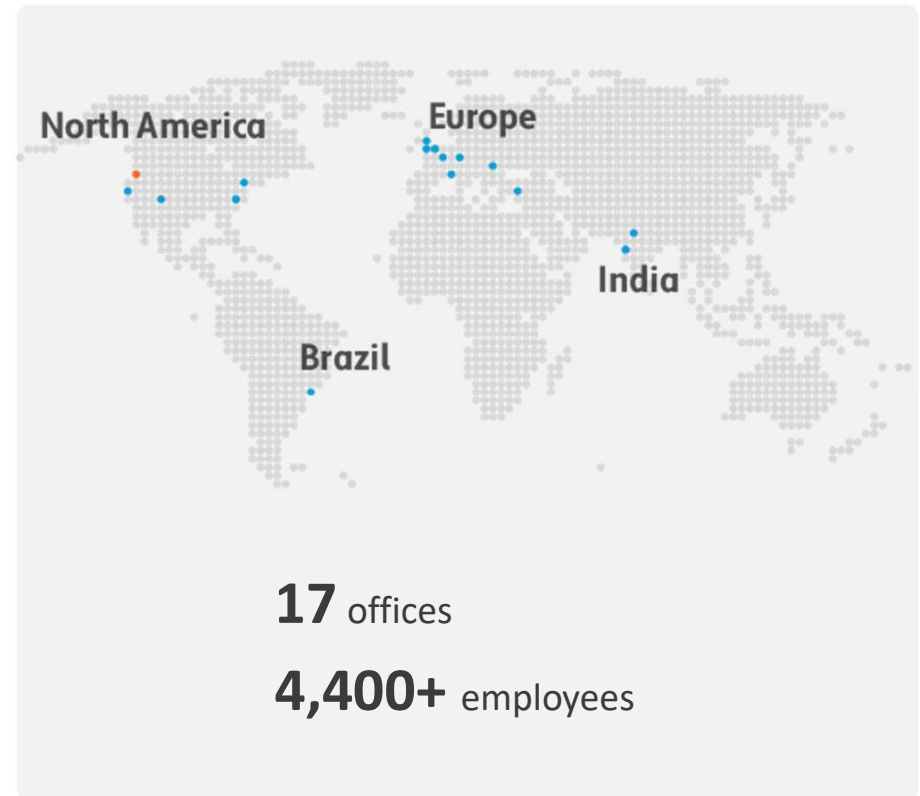 North America
Europe
India
Brazil
17 offices
4,400+ employees